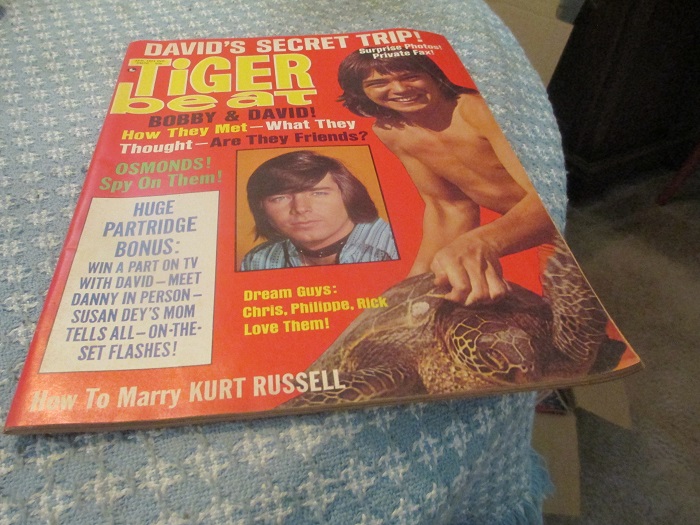 DAVID'S SECRET TRIP!
Surprise Photos!
Private Fax!
TiGER
beat
BOBBY & DAVID!
How They Met – What They
Thought – Are They Friends?
OSMONDS!
Spy On Them!
HUGE
PARTRIDGE
BONUS:
WIN A PART ON TV
WITH DAVID – MEET
DANNY IN PERSON –
SUSAN DEY'S MOM
TELLS ALL – ON-THE-
SET FLASHES!
Dream Guys:
Chris, Philippe, Rick
Love Them!
How To Marry KURT RUSSELL